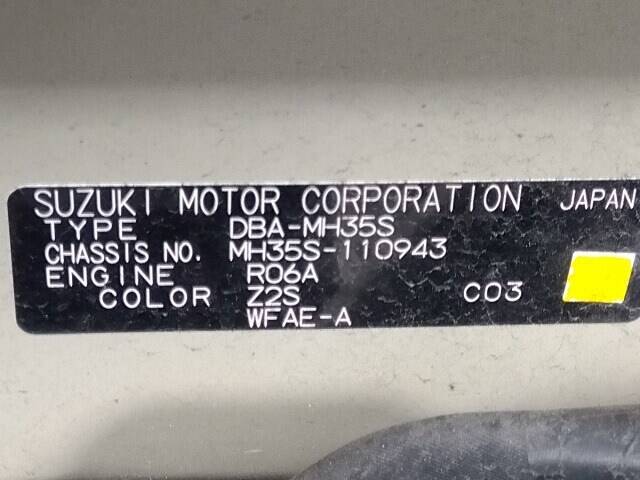 SUZUKI MOTOR CORPORATION JAPAN
TYPE DBA-MH35S
CHASSIS NO. MH35S-110943
ENGINE R06A
COLOR Z2S C03
WFAE-A